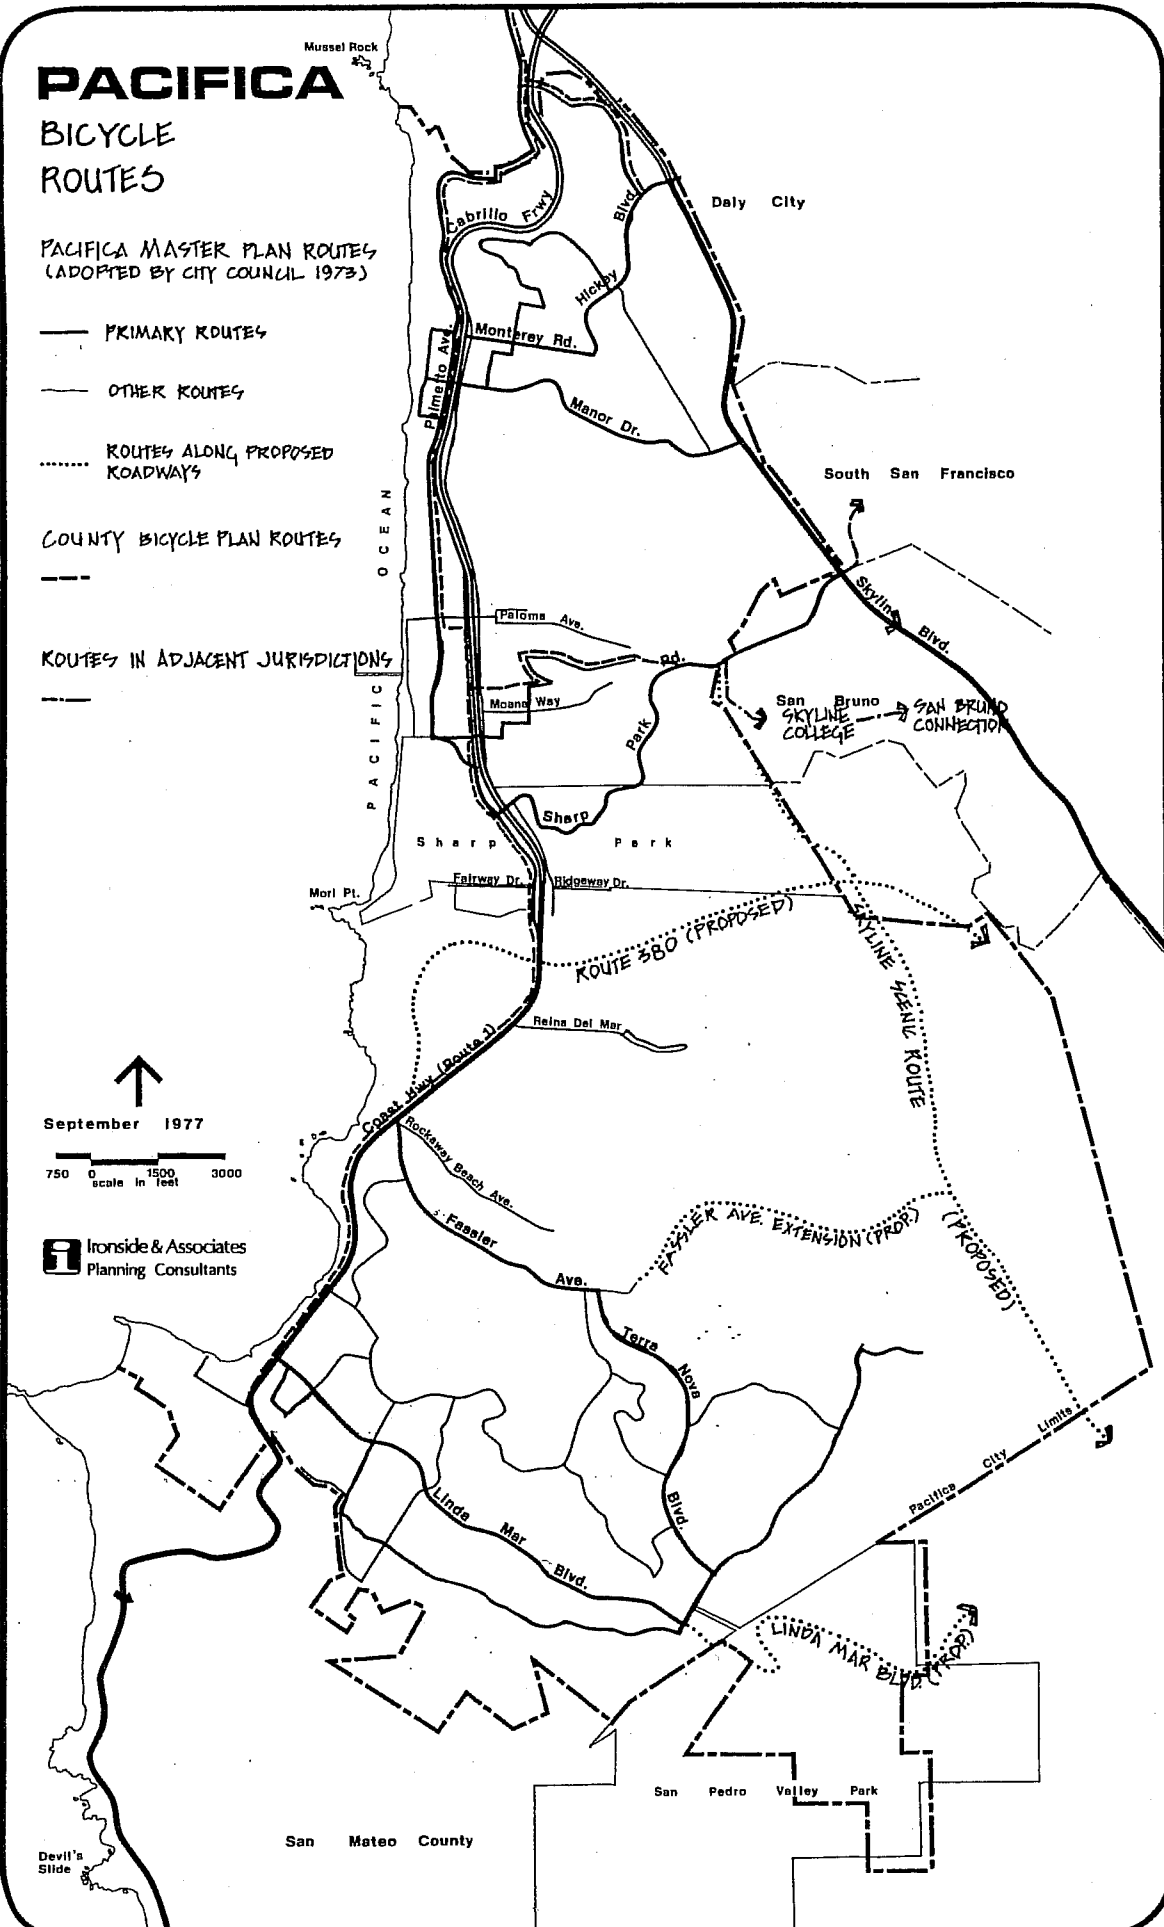 Mussel Rock
PACIFICA
BICYCLE
ROUTES
PACIFICA MASTER PLAN ROUTES
(ADOPTED BY CITY COUNCIL 1973)
PRIMARY ROUTES
OTHER ROUTES
ROUTES ALONG PROPOSED
ROADWAYS
COUNTY BICYCLE PLAN ROUTES
ROUTES IN ADJACENT JURISDICTIONS
Daly City
Cabrillo Frwy
Hickey Blvd
Monterey Rd.
Palmetto Ave.
Manor Dr.
South San Francisco
PACIFIC OCEAN
Skyline Blvd.
Paloma Ave.
Sharp Park Rd.
Moana Way
San Bruno
SKYLINE
COLLEGE
SAN BRUNO
CONNECTION
Sharp Park
Mori Pt.
Fairway Dr.
Ridgeway Dr.
ROUTE 380 (PROPOSED)
SKYLINE SCENIC ROUTE
(PROPOSED)
Reina Del Mar
Coast Hwy (Route 1)
September 1977
750 0 1500 3000
scale in feet
Rockaway Beach Ave.
Fassler Ave.
FASSLER AVE. EXTENSION (PROP.)
Ironside & Associates
Planning Consultants
Terra Nova Blvd.
Pacifica City Limits
Linda Mar Blvd.
LINDA MAR BLVD. (PROP.)
San Pedro Valley Park
San Mateo County
Devil's
Slide